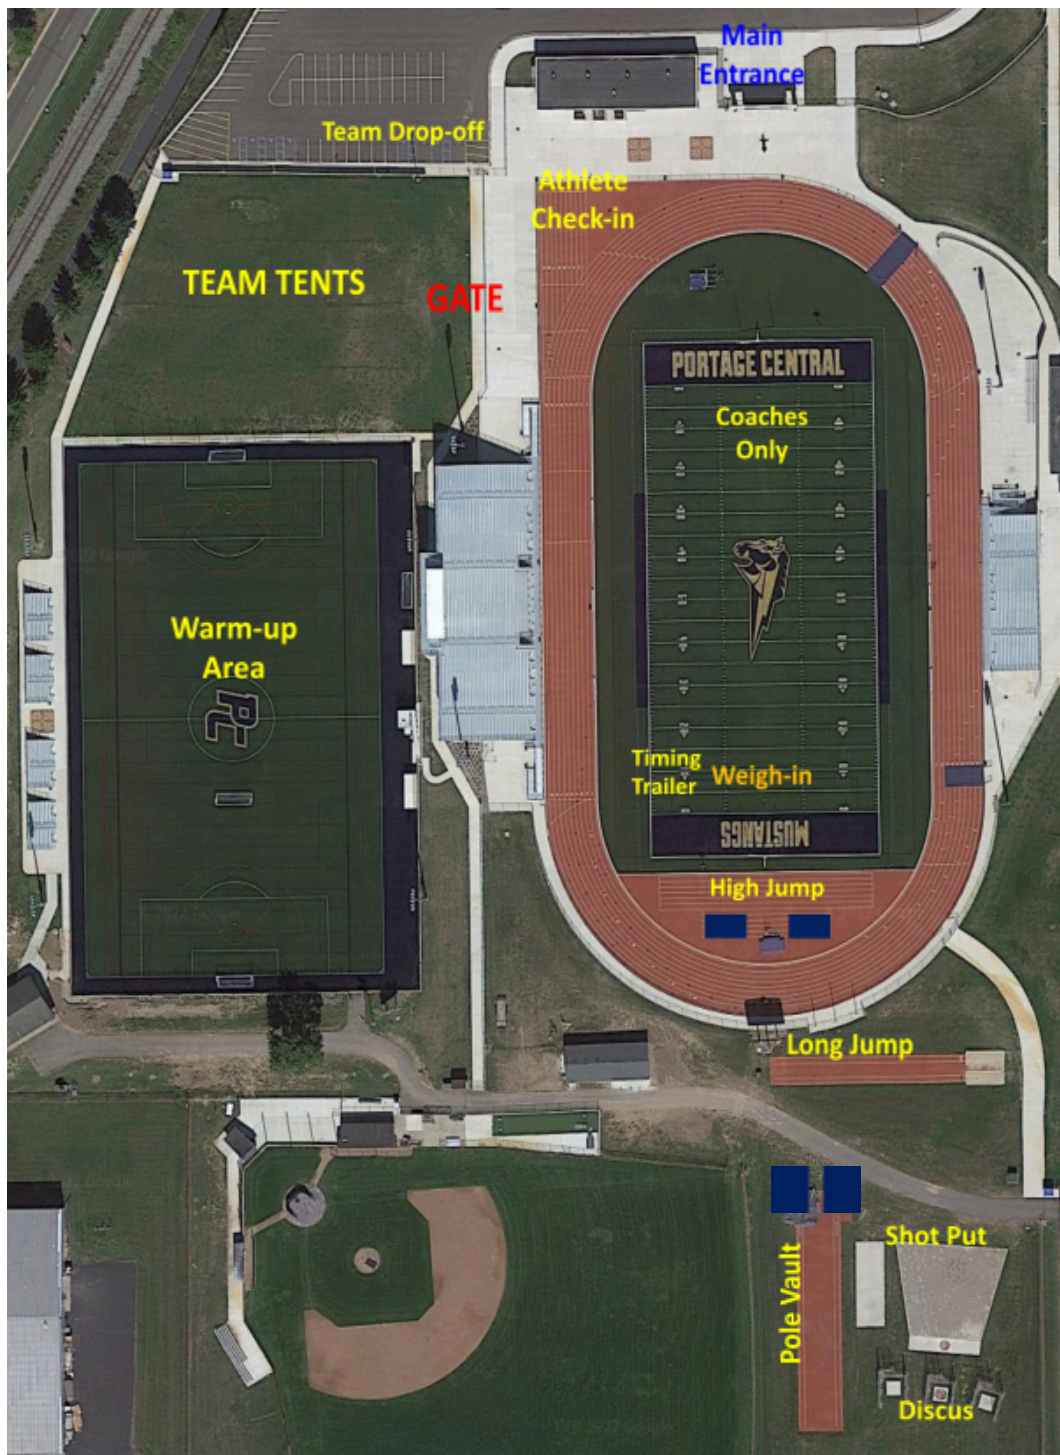 Main
Entrance
Team Drop-off
Athlete
Check-in
TEAM TENTS
GATE
PORTAGE CENTRAL
Coaches
Only
Warm-up
Area
PC
Timing
Trailer
Weigh-in
MUSTANGS
High Jump
Long Jump
Shot Put
Pole Vault
Discus